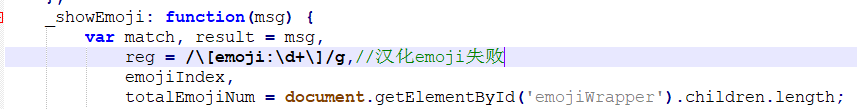 _showEmoji: function(msg) {
var match, result = msg,
reg = /\[emoji:\d+\]/g,//汉化emoji失败
emojiIndex,
totalEmojiNum = document.getElementById('emojiWrapper').children.length;